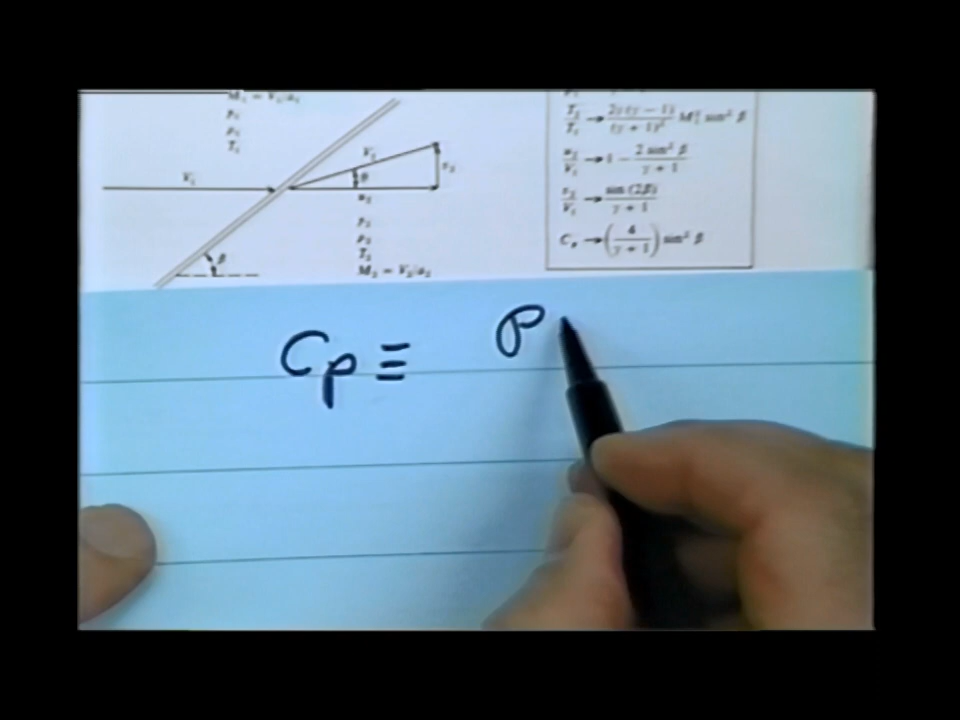 M₁ = V₁/a₁
p₁
ρ₁
T₁
V₁
V₂
θ
v₂
u₂
p₂
ρ₂
T₂
M₂ = V₂/a₂
β
T₂/T₁ → 2γ(γ − 1)/(γ + 1)² M₁² sin² β
u₂/V₁ → 1 − 2 sin² β/γ + 1
v₂/V₁ → sin (2β)/γ + 1
Cₚ → (4/γ + 1) sin² β
Cp ≡ P